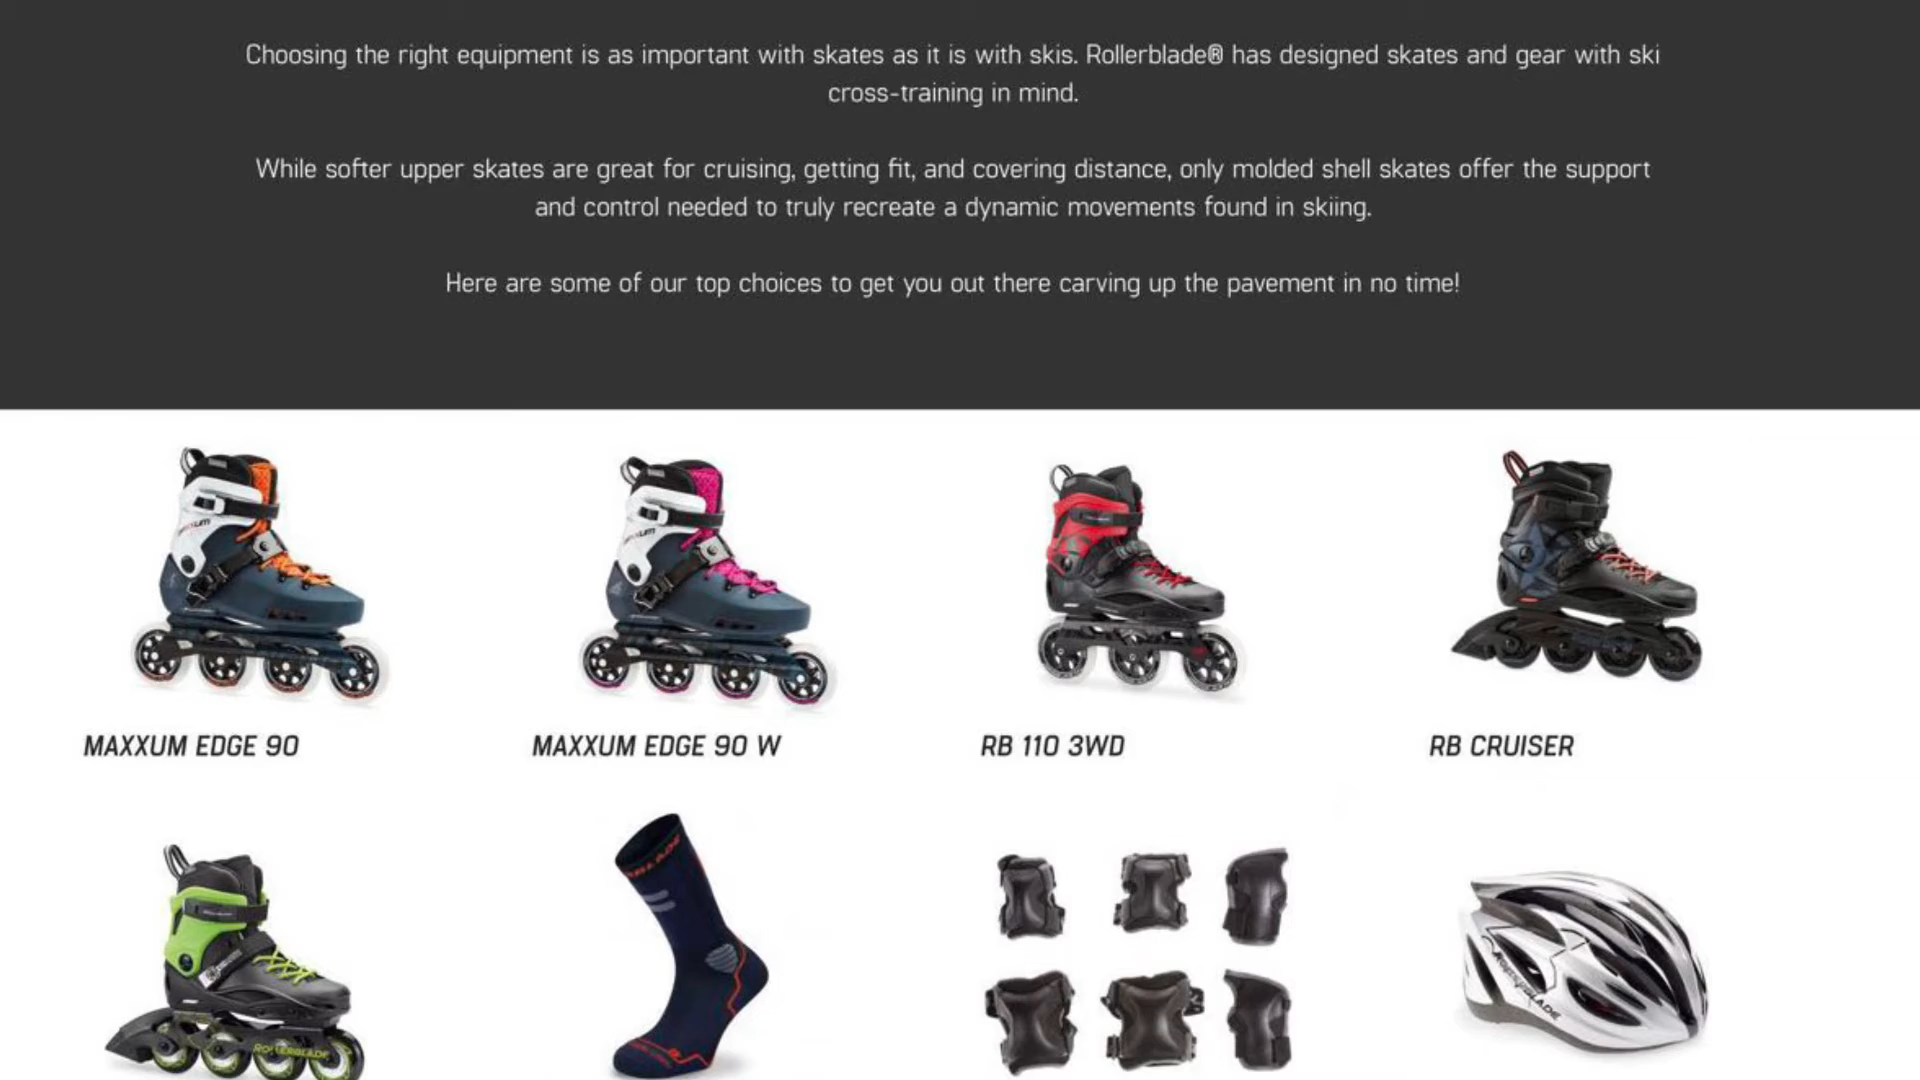 Choosing the right equipment is as important with skates as it is with skis. Rollerblade® has designed skates and gear with ski
cross-training in mind.
While softer upper skates are great for cruising, getting fit, and covering distance, only molded shell skates offer the support
and control needed to truly recreate a dynamic movements found in skiing.
Here are some of our top choices to get you out there carving up the pavement in no time!
MAXXUM EDGE 90
MAXXUM EDGE 90 W
RB 110 3WD
RB CRUISER
ROLLERBLADE
ROLLERBLADE